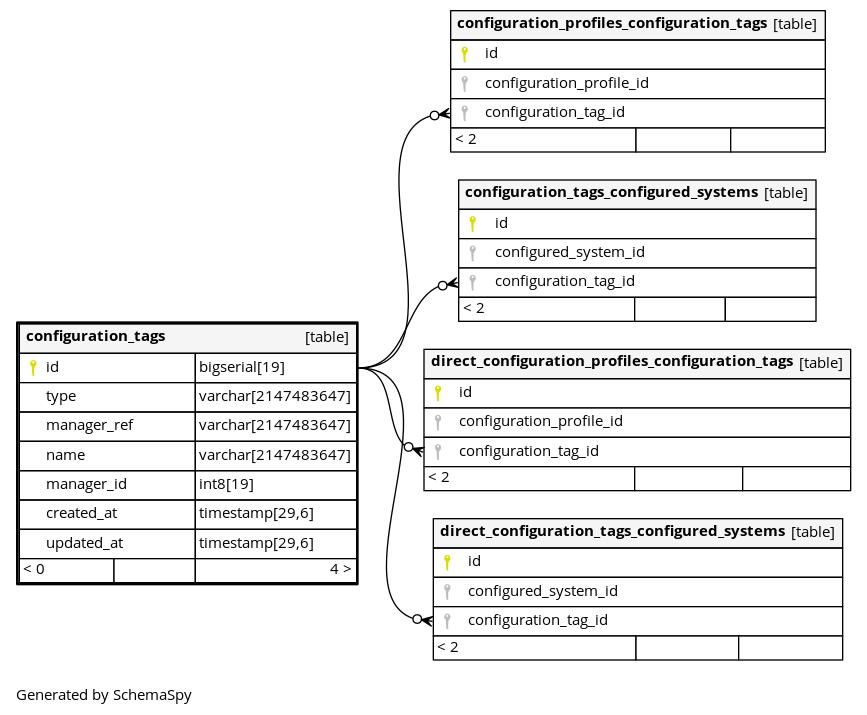 configuration_profiles_configuration_tags [table]
id
configuration_profile_id
configuration_tag_id
< 2
configuration_tags_configured_systems [table]
id
configured_system_id
configuration_tag_id
< 2
configuration_tags [table]
id bigserial[19]
type varchar[2147483647]
manager_ref varchar[2147483647]
name varchar[2147483647]
manager_id int8[19]
created_at timestamp[29,6]
updated_at timestamp[29,6]
< 0 4 >
direct_configuration_profiles_configuration_tags [table]
id
configuration_profile_id
configuration_tag_id
< 2
direct_configuration_tags_configured_systems [table]
id
configured_system_id
configuration_tag_id
< 2
Generated by SchemaSpy